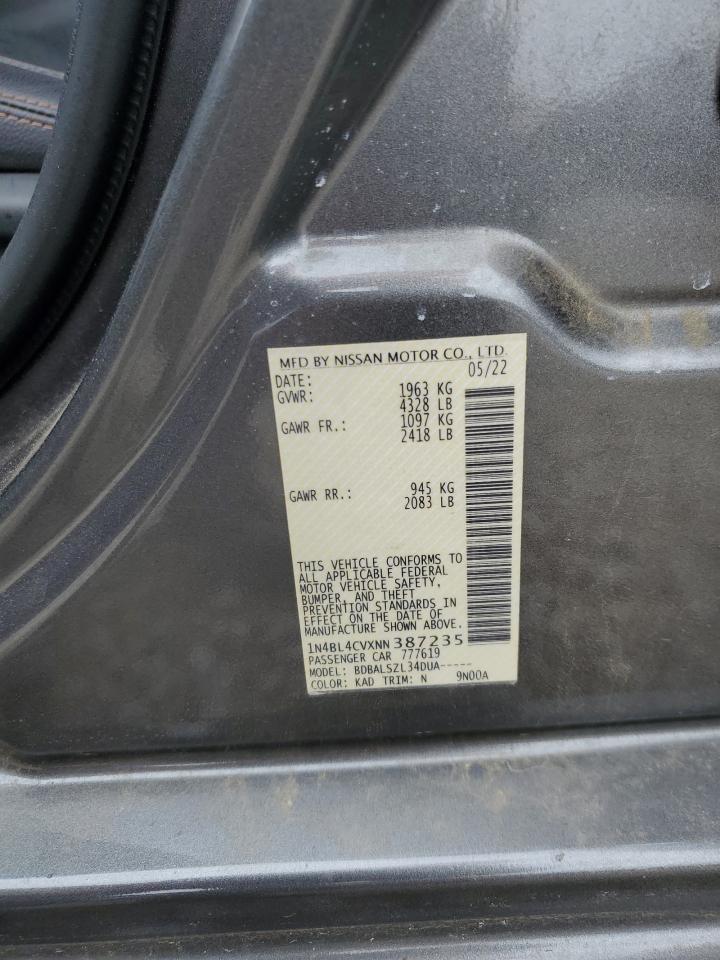 MFD BY NISSAN MOTOR CO., LTD.
DATE: 05/22
GVWR: 1963 KG
4328 LB
GAWR FR.: 1097 KG
2418 LB
GAWR RR.: 945 KG
2083 LB
THIS VEHICLE CONFORMS TO
ALL APPLICABLE FEDERAL
MOTOR VEHICLE SAFETY,
BUMPER, AND THEFT
PREVENTION STANDARDS IN
EFFECT ON THE DATE OF
MANUFACTURE SHOWN ABOVE.
1N4BL4CVXNN387235
PASSENGER CAR 777619
MODEL: BDBALSZL34DUA-----
COLOR: KAD TRIM: N 9N00A